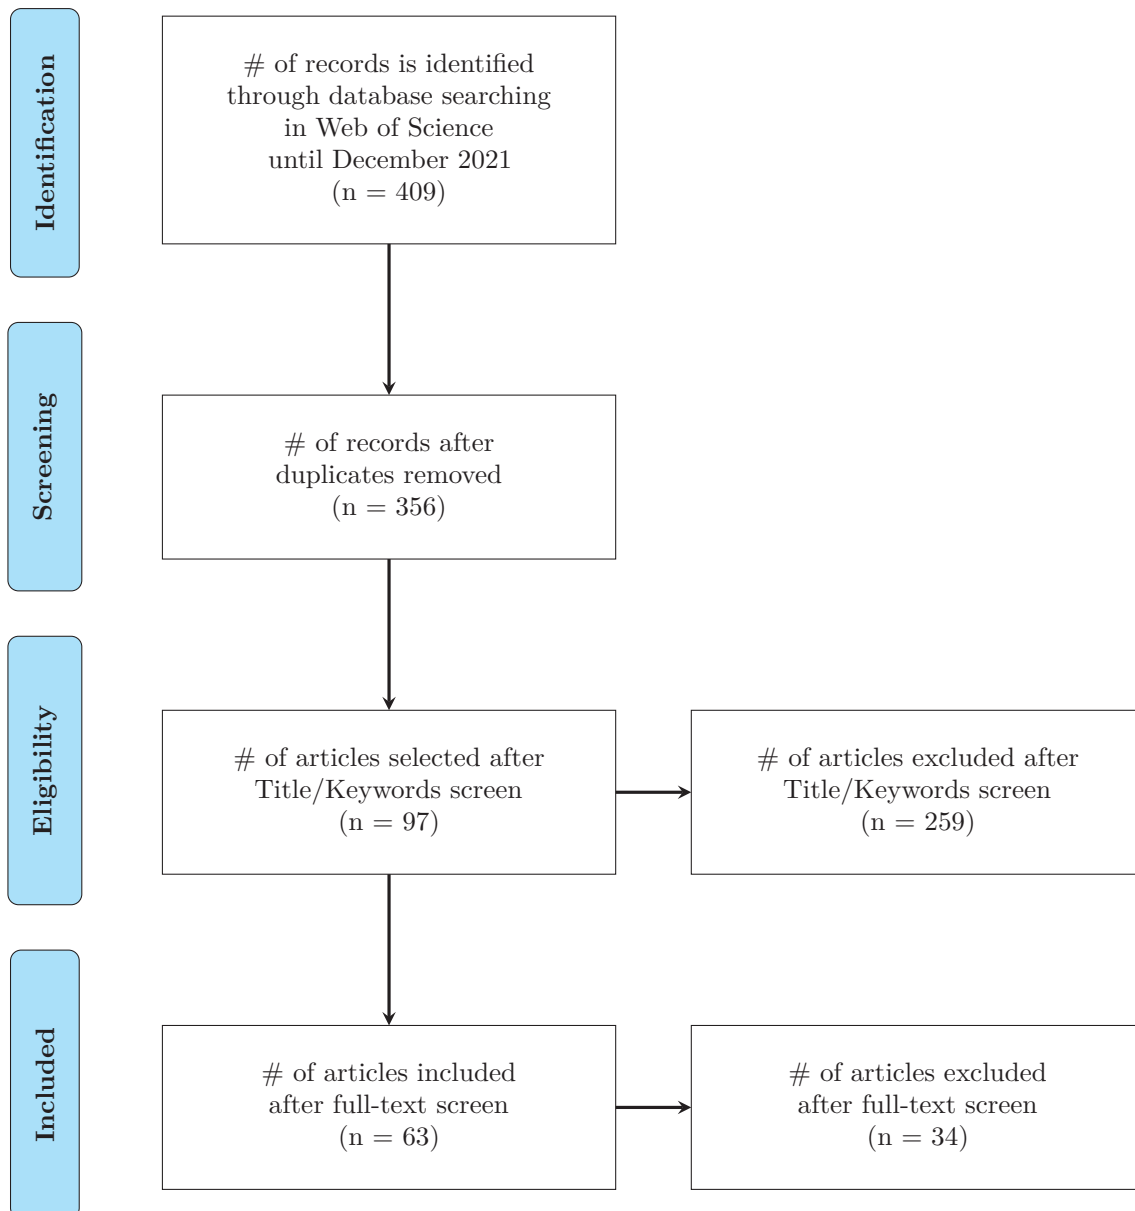 Identification
# of records is identified
through database searching
in Web of Science
until December 2021
(n = 409)
Screening
# of records after
duplicates removed
(n = 356)
Eligibility
# of articles selected after
Title/Keywords screen
(n = 97)
# of articles excluded after
Title/Keywords screen
(n = 259)
Included
# of articles included
after full-text screen
(n = 63)
# of articles excluded
after full-text screen
(n = 34)